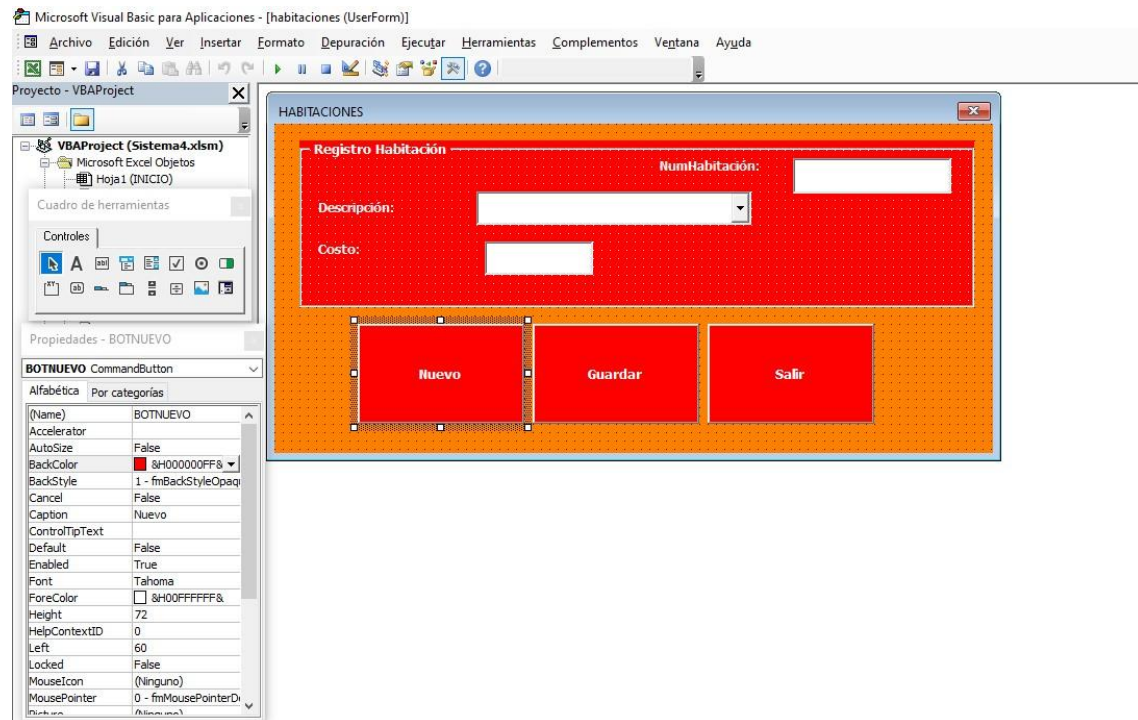 Microsoft Visual Basic para Aplicaciones - [habitaciones (UserForm)]
Archivo Edición Ver Insertar Formato Depuración Ejecutar Herramientas Complementos Ventana Ayuda
Proyecto - VBAProject
VBAProject (Sistema4.xlsm)
Microsoft Excel Objetos
Hoja1 (INICIO)
Cuadro de herramientas
Controles
Propiedades - BOTNUEVO
BOTNUEVO CommandButton
Alfabética Por categorías
(Name) BOTNUEVO
Accelerator
AutoSize False
BackColor &H000000FF&
BackStyle 1 - fmBackStyleOpaqu
Cancel False
Caption Nuevo
ControlTipText
Default False
Enabled True
Font Tahoma
ForeColor &H00FFFFFF&
Height 72
HelpContextID 0
Left 60
Locked False
MouseIcon (Ninguno)
MousePointer 0 - fmMousePointerD
Picture (Ninguno)
HABITACIONES
Registro Habitación
NumHabitación:
Descripción:
Costo:
Nuevo Guardar Salir